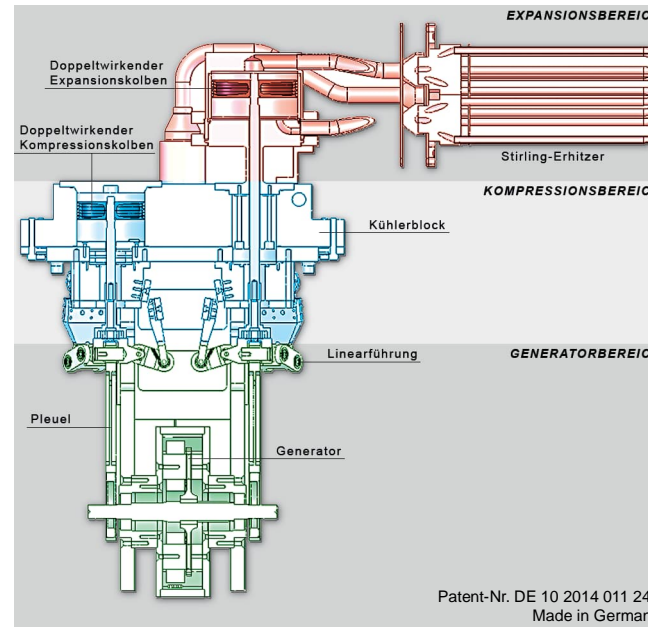 EXPANSIONSBEREIC
Doppeltwirkender
Expansionskolben
Doppeltwirkender
Kompressionskolben
Stirling-Erhitzer
KOMPRESSIONSBEREIC
Kühlerblock
Linearführung
GENERATORBEREIC
Pleuel
Generator
Patent-Nr. DE 10 2014 011 24
Made in German